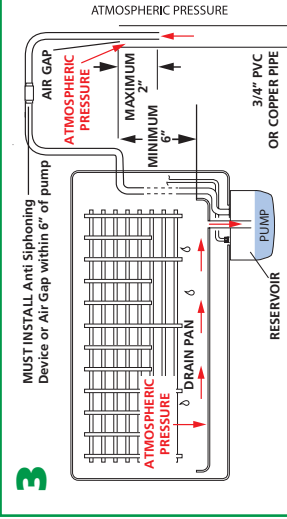 3
MUST INSTALL Anti Siphoning
Device or Air Gap within 6" of pump
ATMOSPHERIC PRESSURE
AIR GAP
ATMOSPHERIC
PRESSURE
MAXIMUM
2"
MINIMUM
6"
3/4" PVC
OR COPPER PIPE
ATMOSPHERIC
PRESSURE
DRAIN PAN
PUMP
RESERVOIR